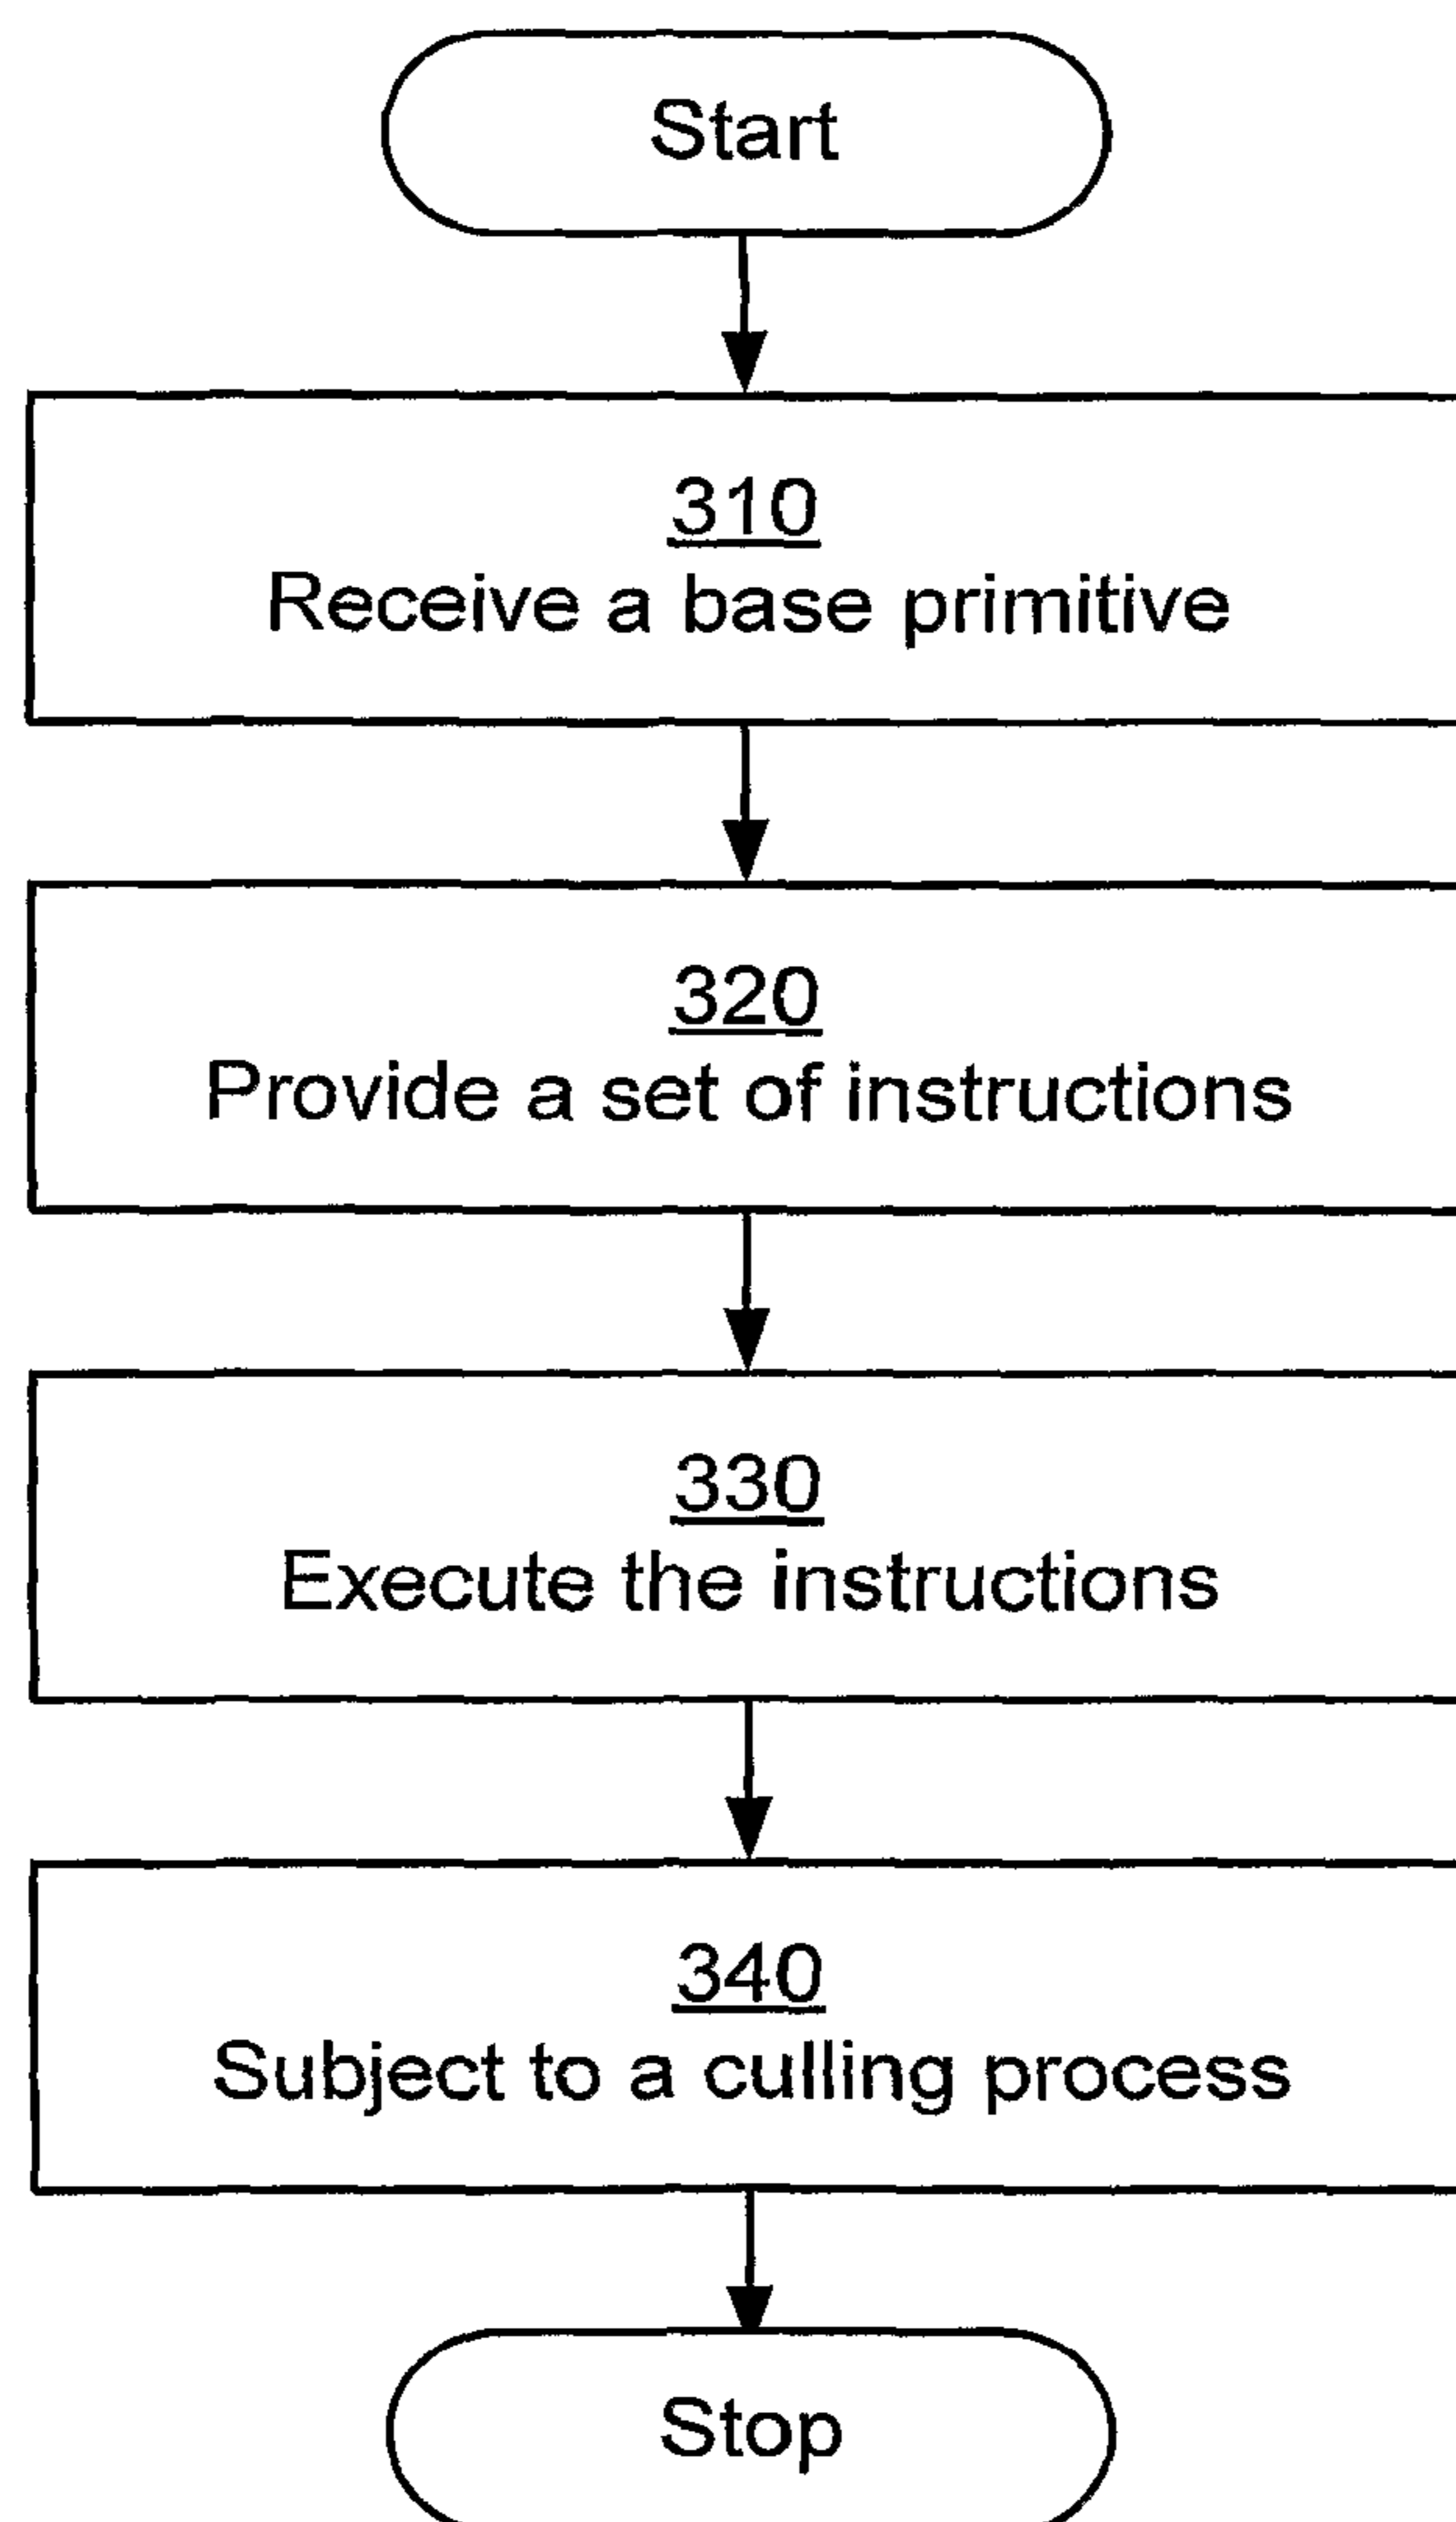 Start
310
Receive a base primitive
320
Provide a set of instructions
330
Execute the instructions
340
Subject to a culling process
Stop